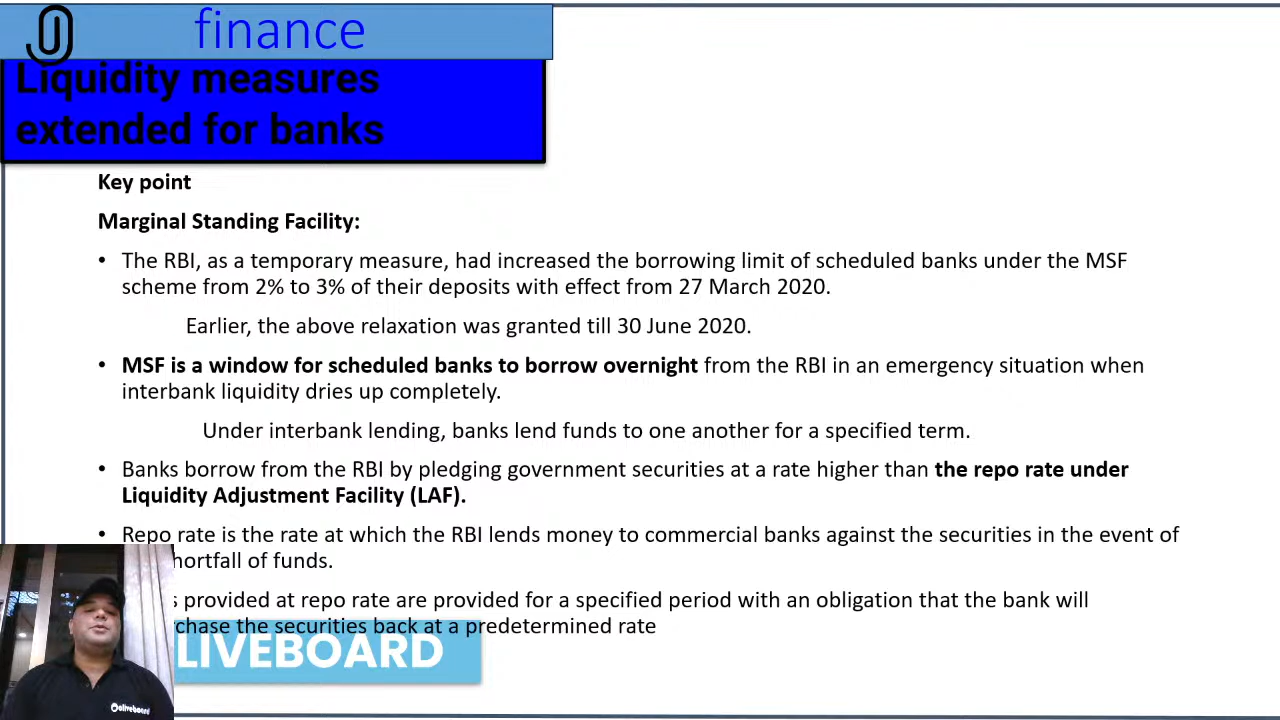 finance
Liquidity measures
extended for banks
Key point
Marginal Standing Facility:
• The RBI, as a temporary measure, had increased the borrowing limit of scheduled banks under the MSF
scheme from 2% to 3% of their deposits with effect from 27 March 2020.
Earlier, the above relaxation was granted till 30 June 2020.
• MSF is a window for scheduled banks to borrow overnight from the RBI in an emergency situation when
interbank liquidity dries up completely.
Under interbank lending, banks lend funds to one another for a specified term.
• Banks borrow from the RBI by pledging government securities at a rate higher than the repo rate under
Liquidity Adjustment Facility (LAF).
• Repo rate is the rate at which the RBI lends money to commercial banks against the securities in the event of
hortfall of funds.
s provided at repo rate are provided for a specified period with an obligation that the bank will
rchase the securities back at a predetermined rate
LIVEBOARD
oliveboard